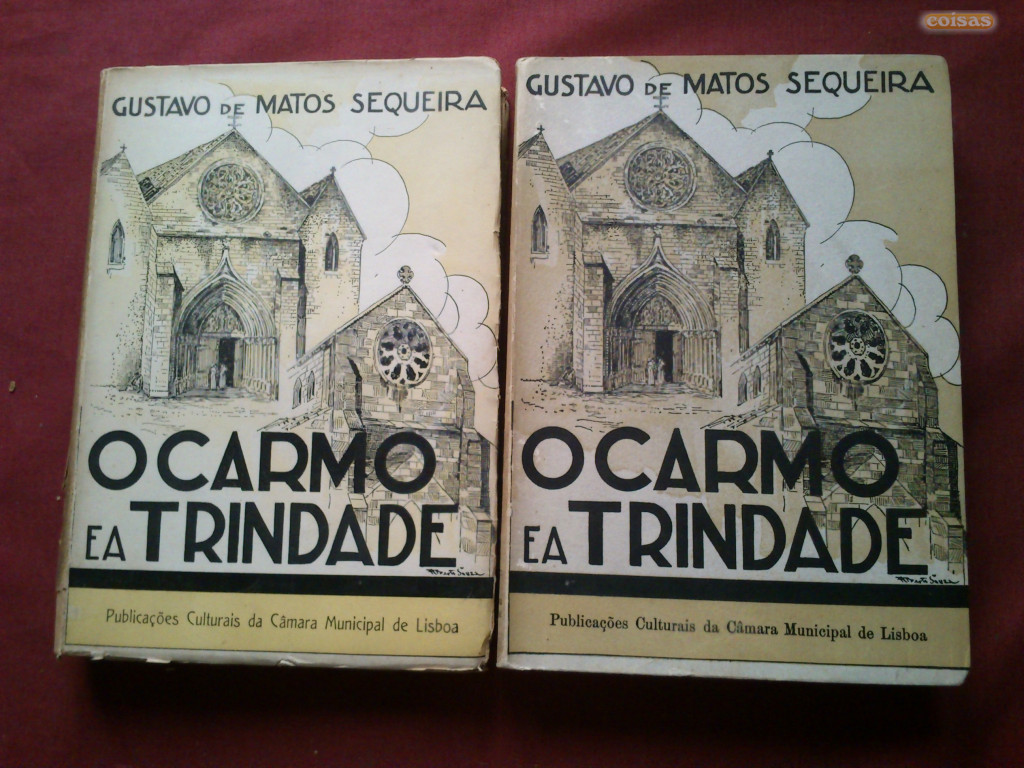 coisas
GUSTAVO DE MATOS SEQUEIRA
O CARMO
E A TRINDADE
Publicações Culturais da Câmara Municipal de Lisboa
GUSTAVO DE MATOS SEQUEIRA
O CARMO
E A TRINDADE
Publicações Culturais da Câmara Municipal de Lisboa